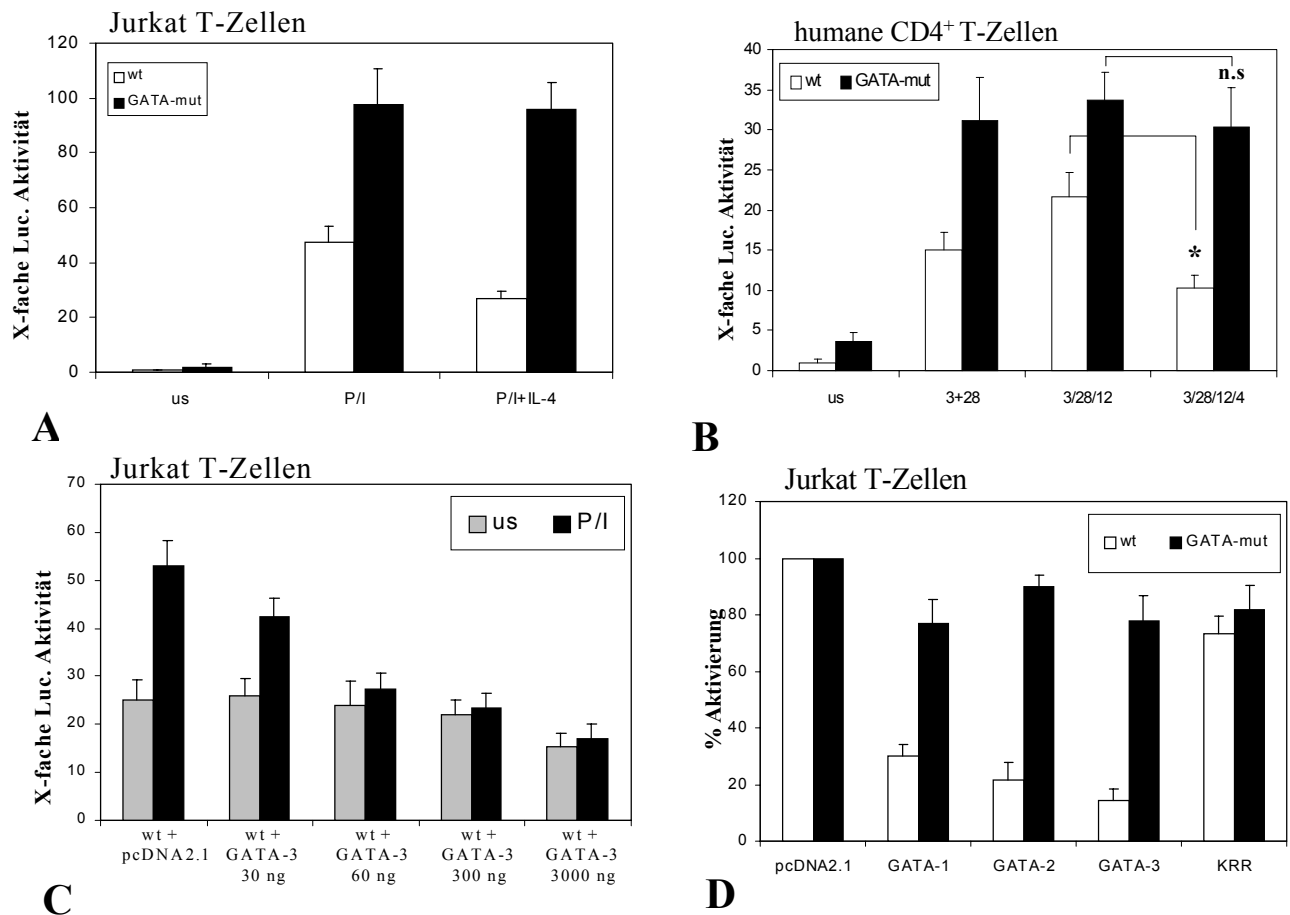 Jurkat T-Zellen
X-fache Luc. Aktivität
120
100
80
60
40
20
0
wt
GATA-mut
us
P/I
P/I+IL-4
A
humane CD4⁺ T-Zellen
X-fache Luc. Aktivität
40
35
30
25
20
15
10
5
0
wt
GATA-mut
n.s
*
us
3+28
3/28/12
3/28/12/4
B
Jurkat T-Zellen
X-fache Luc. Aktivität
70
60
50
40
30
20
10
0
us
P/I
wt +
pcDNA2.1
wt +
GATA-3
30 ng
wt +
GATA-3
60 ng
wt +
GATA-3
300 ng
wt +
GATA-3
3000 ng
C
Jurkat T-Zellen
% Aktivierung
120
100
80
60
40
20
0
wt
GATA-mut
pcDNA2.1
GATA-1
GATA-2
GATA-3
KRR
D